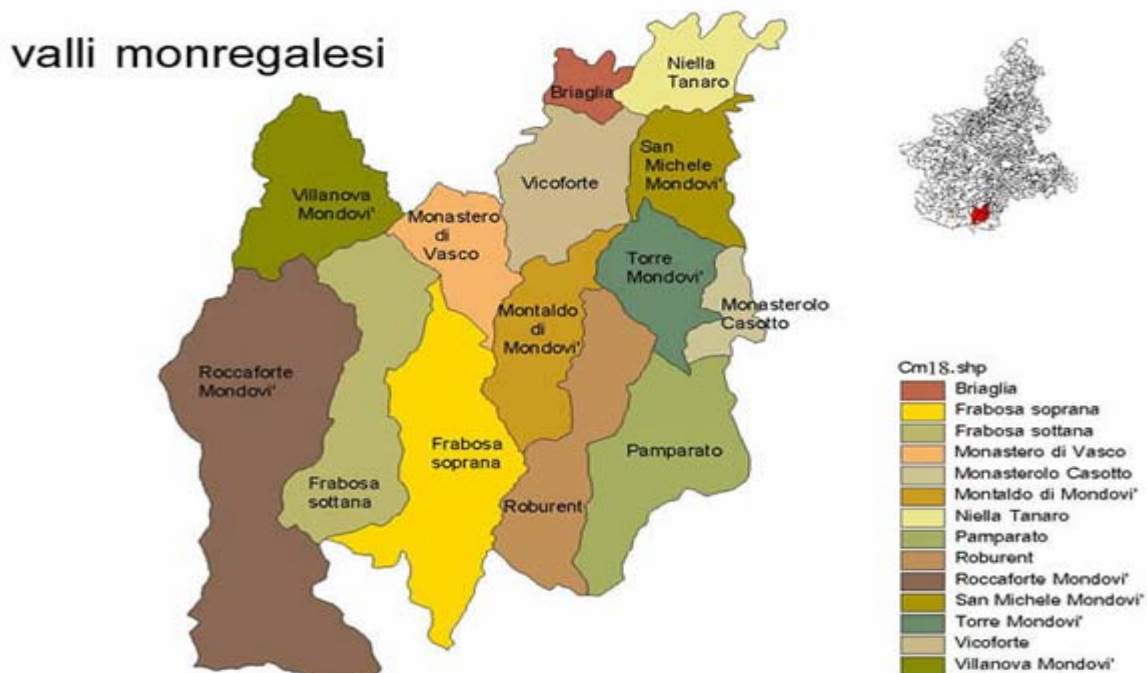 valli monregalesi
Niella
Tanaro
Briaglia
San
Michele
Mondovi'
Vicoforte
Villanova
Mondovi'
Monastero
di
Vasco
Torre
Mondovi'
Monasterolo
Casotto
Montaldo
di
Mondovi'
Roccaforte
Mondovi'
Frabosa
soprana
Pamparato
Frabosa
sottana
Roburent
Cm18.shp
Briaglia
Frabosa soprana
Frabosa sottana
Monastero di Vasco
Monasterolo Casotto
Montaldo di Mondovi'
Niella Tanaro
Pamparato
Roburent
Roccaforte Mondovi'
San Michele Mondovi'
Torre Mondovi'
Vicoforte
Villanova Mondovi'